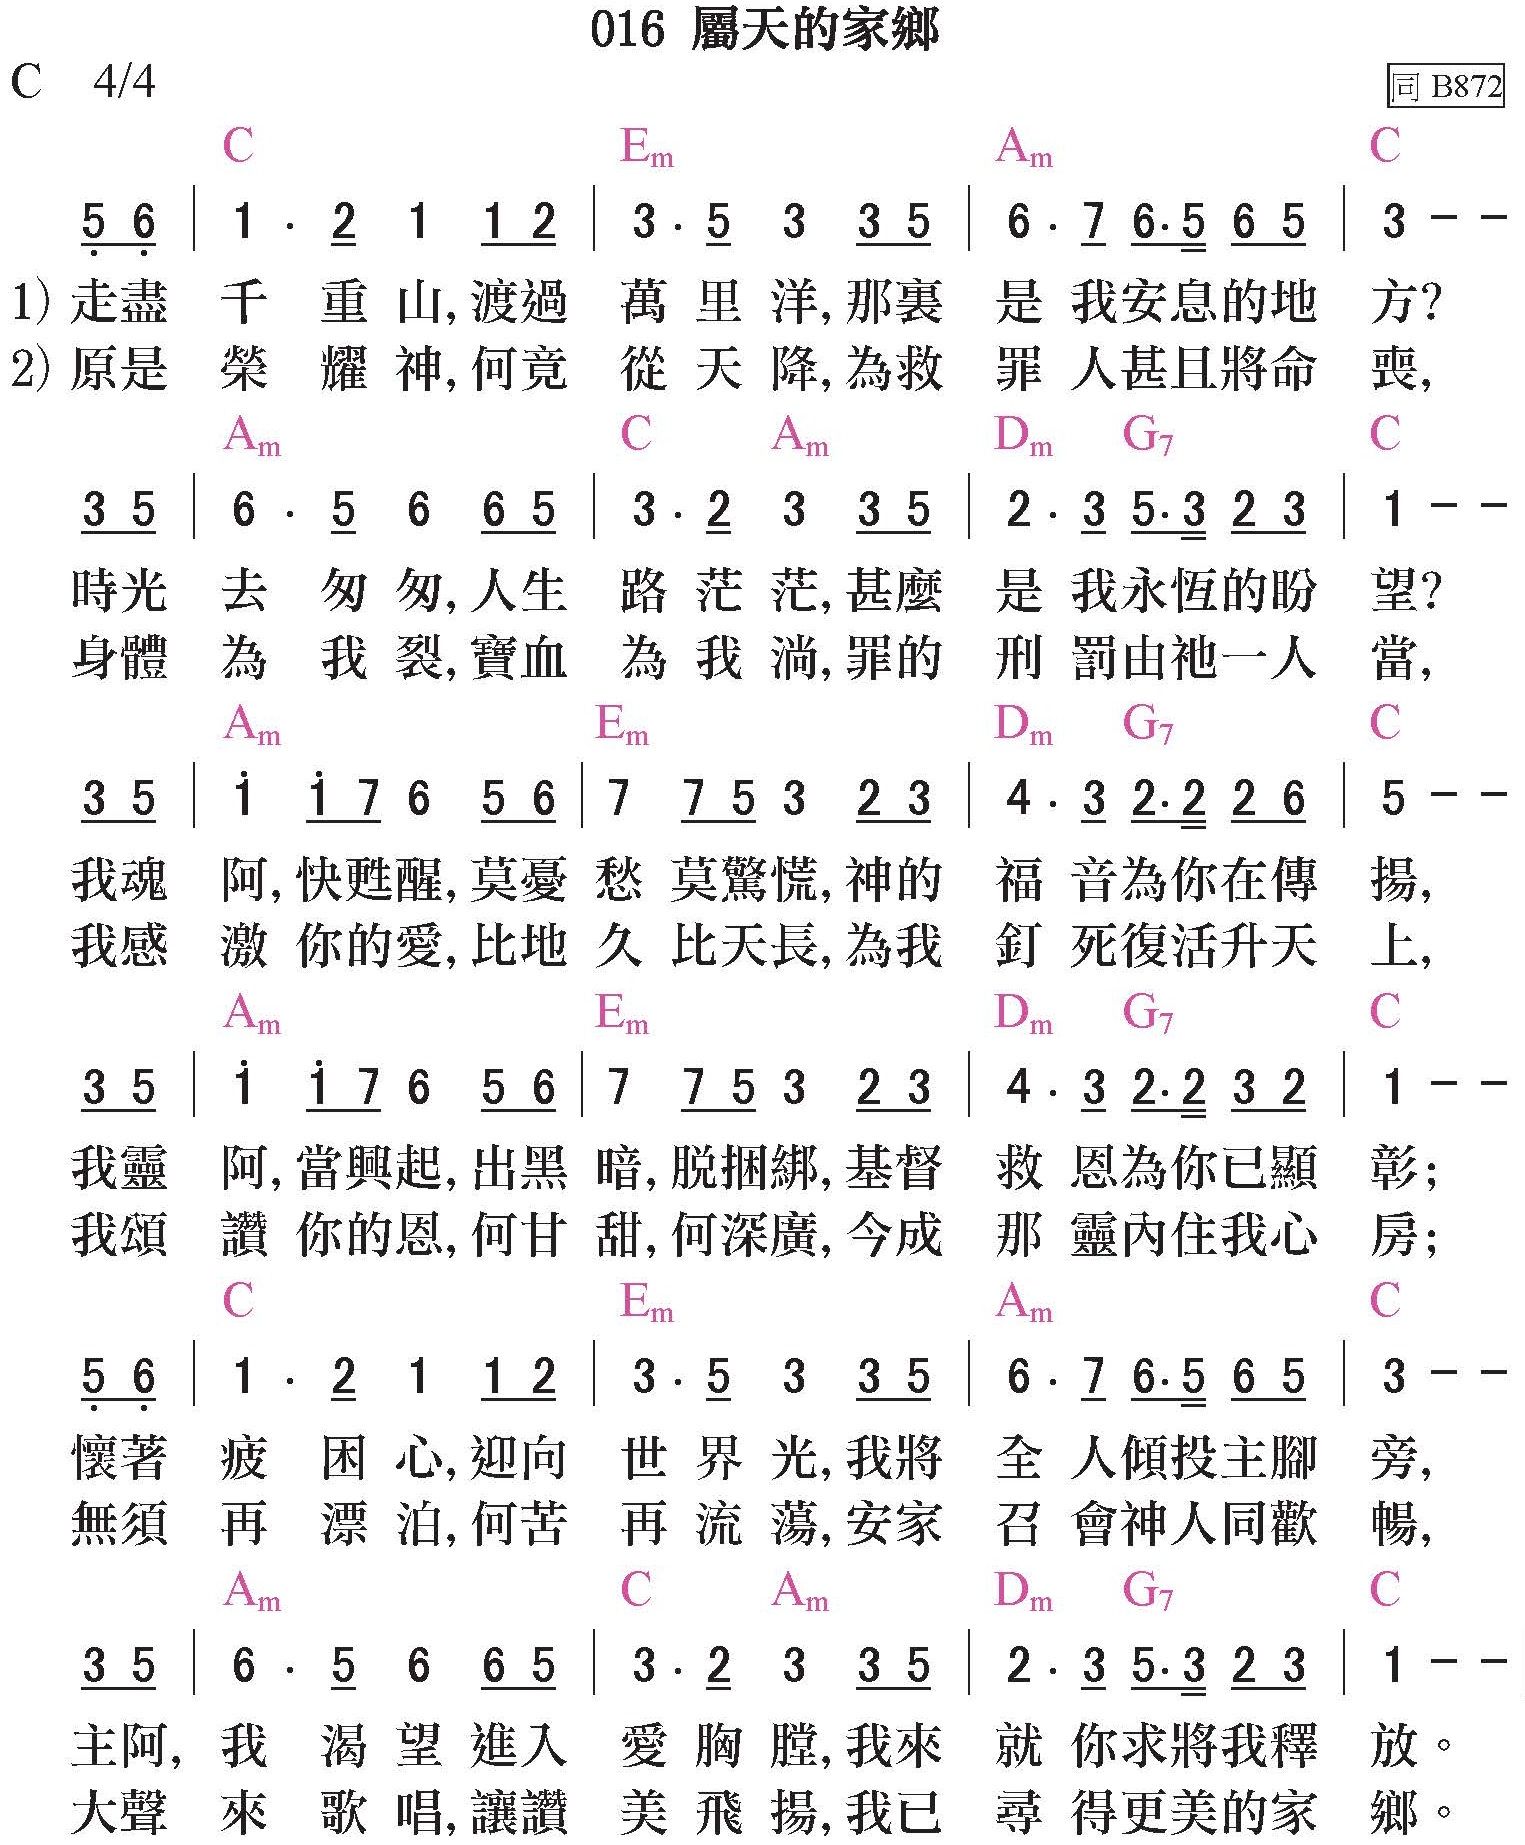 016 屬天的家鄉
C 4/4 同 B872
C Em Am C
5 6 | 1 . 2 1 1 2 | 3 . 5 3 3 5 | 6 . 7 6. 5 6 5 | 3 – –
1) 走盡 千 重 山, 渡過 萬 里 洋, 那裏 是 我安息的地 方?
2) 原是 榮 耀 神, 何竟 從 天 降, 為救 罪 人甚且將命 喪,
Am C Am Dm G7 C
3 5 | 6 . 5 6 6 5 | 3 . 2 3 3 5 | 2 . 3 5. 3 2 3 | 1 – –
時光 去 匆 匆, 人生 路 茫 茫, 甚麼 是 我永恆的盼 望?
身體 為 我 裂, 寶血 為 我 淌, 罪的 刑 罰由祂一人 當,
Am Em Dm G7 C
3 5 | 1 1 7 6 5 6 | 7 7 5 3 2 3 | 4 . 3 2. 2 2 6 | 5 – –
我魂 阿, 快甦醒, 莫憂 愁 莫驚慌, 神的 福 音為你在傳 揚,
我感 激 你的愛, 比地 久 比天長, 為我 釘 死復活升天 上,
Am Em Dm G7 C
3 5 | 1 1 7 6 5 6 | 7 7 5 3 2 3 | 4 . 3 2. 2 3 2 | 1 – –
我靈 阿, 當興起, 出黑 暗, 脫捆綁, 基督 救 恩為你已顯 彰;
我頌 讚 你的恩, 何甘 甜, 何深廣, 今成 那 靈內住我心 房;
C Em Am C
5 6 | 1 . 2 1 1 2 | 3 . 5 3 3 5 | 6 . 7 6. 5 6 5 | 3 – –
懷著 疲 困 心, 迎向 世 界 光, 我將 全 人傾投主腳 旁,
無須 再 漂 泊, 何苦 再 流 蕩, 安家 召 會神人同歡 暢,
Am C Am Dm G7 C
3 5 | 6 . 5 6 6 5 | 3 . 2 3 3 5 | 2 . 3 5. 3 2 3 | 1 – –
主阿, 我 渴 望 進入 愛 胸 膛, 我來 就 你求將我釋 放。
大聲 來 歌 唱, 讓讚 美 飛 揚, 我已 尋 得更美的家 鄉。